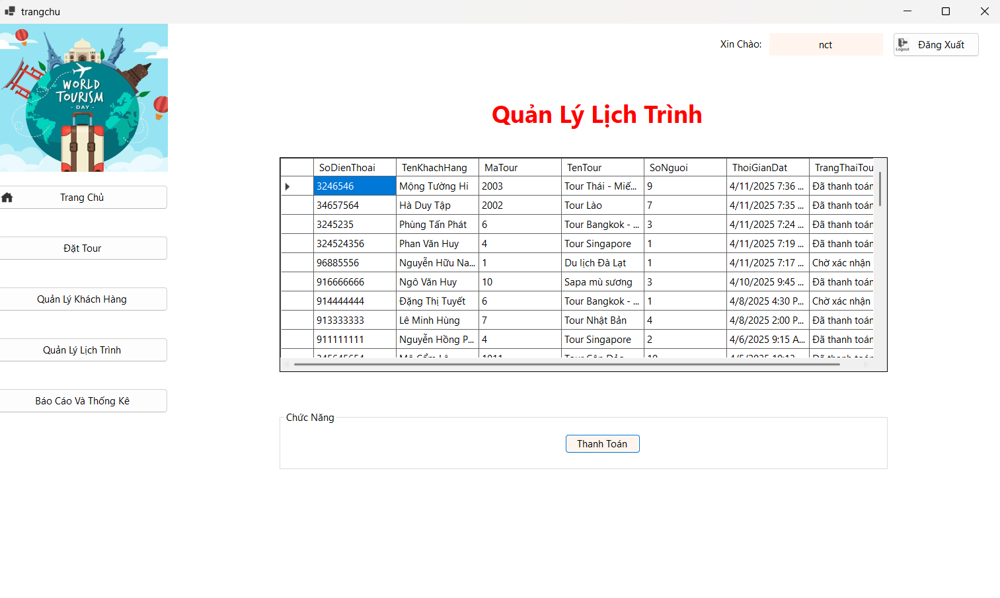 trangchu
WORLD
TOURISM
- DAY -
Xin Chào:
nct
Logout
Đăng Xuất
Trang Chủ
Đặt Tour
Quản Lý Khách Hàng
Quản Lý Lịch Trình
Báo Cáo Và Thống Kê
Quản Lý Lịch Trình
SoDienThoai TenKhachHang MaTour TenTour SoNguoi ThoiGianDat TrangThaiTou
3246546 Mộng Tường Hi 2003 Tour Thái - Miế... 9 4/11/2025 7:36 ... Đã thanh toán
34657564 Hà Duy Tập 2002 Tour Lào 7 4/11/2025 7:35 ... Đã thanh toán
3245235 Phùng Tấn Phát 6 Tour Bangkok - ... 3 4/11/2025 7:24 ... Đã thanh toán
324524356 Phan Văn Huy 4 Tour Singapore 1 4/11/2025 7:19 ... Đã thanh toán
96885556 Nguyễn Hữu Na... 1 Du lịch Đà Lạt 1 4/11/2025 7:17 ... Chờ xác nhận
916666666 Ngô Văn Huy 10 Sapa mù sương 3 4/10/2025 9:45 ... Đã thanh toán
914444444 Đặng Thị Tuyết 6 Tour Bangkok - ... 1 4/8/2025 4:30 P... Chờ xác nhận
913333333 Lê Minh Hùng 7 Tour Nhật Bản 4 4/8/2025 2:00 P... Đã thanh toán
911111111 Nguyễn Hồng P... 4 Tour Singapore 2 4/6/2025 9:15 A... Đã thanh toán
Chức Năng
Thanh Toán